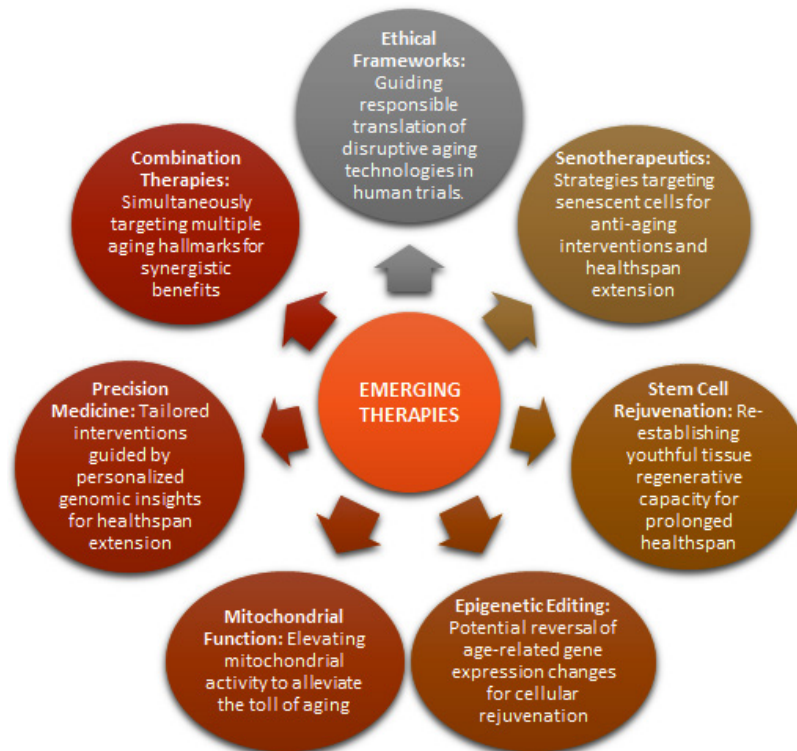 Ethical
Frameworks:
Guiding
responsible
translation of
disruptive aging
technologies in
human trials.
Senotherapeutics:
Strategies targeting
senescent cells for
anti-aging
interventions and
healthspan
extension
Stem Cell
Rejuvenation: Re-
establishing
youthful tissue
regenerative
capacity for
prolonged
healthspan
Epigenetic Editing:
Potential reversal of
age-related gene
expression changes
for cellular
rejuvenation
Mitochondrial
Function: Elevating
mitochondrial
activity to alleviate
the toll of aging
Precision
Medicine: Tailored
interventions
guided by
personalized
genomic insights
for healthspan
extension
Combination
Therapies:
Simultaneously
targeting multiple
aging hallmarks for
synergistic
benefits
EMERGING
THERAPIES